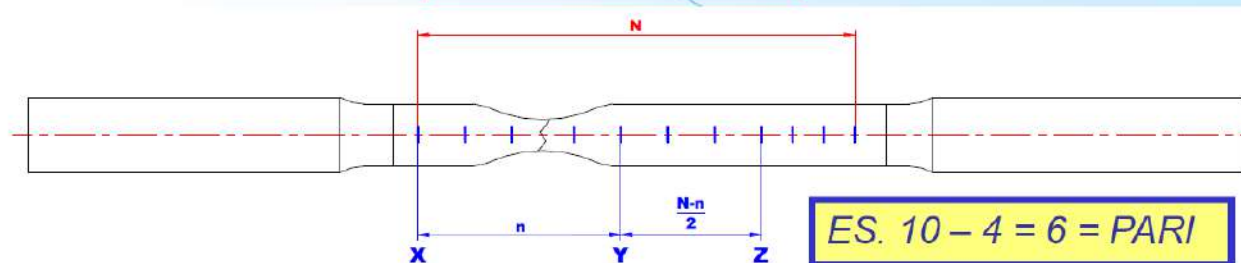 N
n
N-n
2
X
Y
Z
ES. 10 – 4 = 6 = PARI